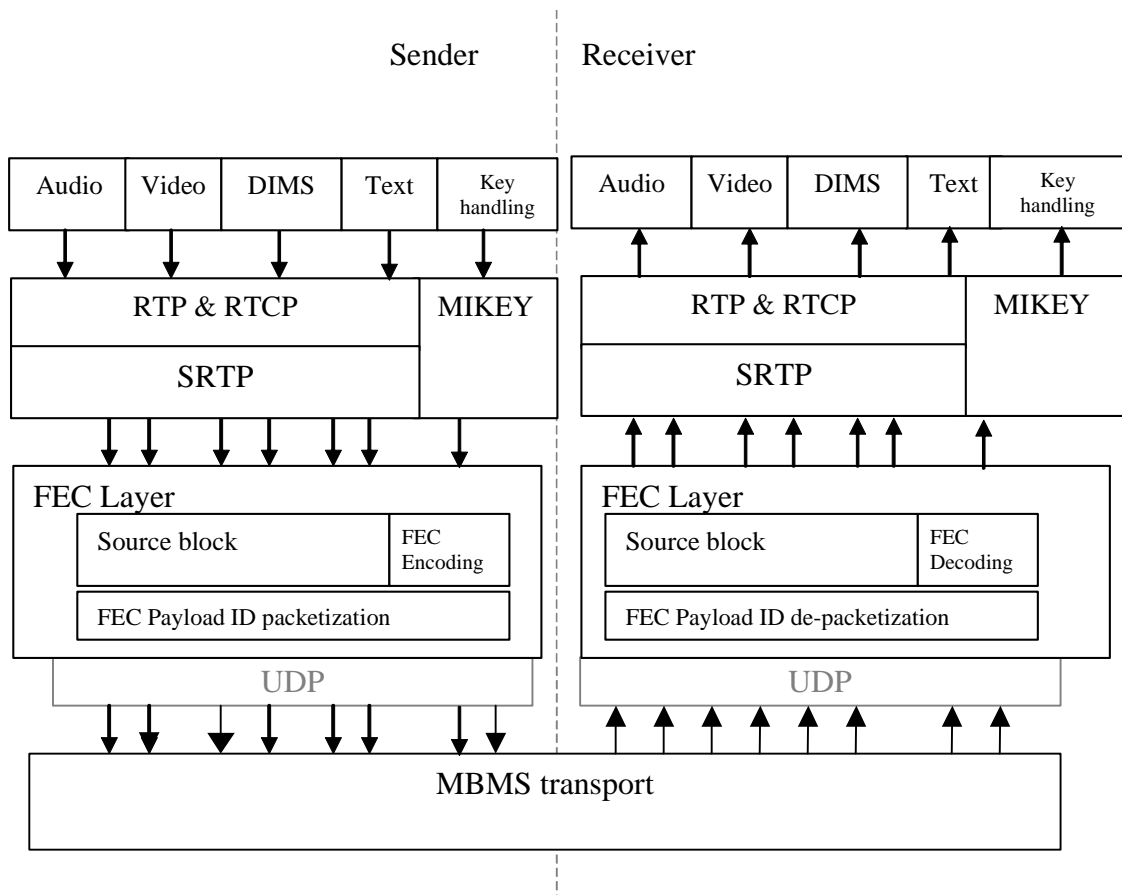 Sender Receiver
Audio Video DIMS Text Key handling Audio Video DIMS Text Key handling
RTP & RTCP MIKEY RTP & RTCP MIKEY
SRTP SRTP
FEC Layer FEC Layer
Source block FEC Encoding Source block FEC Decoding
FEC Payload ID packetization FEC Payload ID de-packetization
UDP UDP
MBMS transport